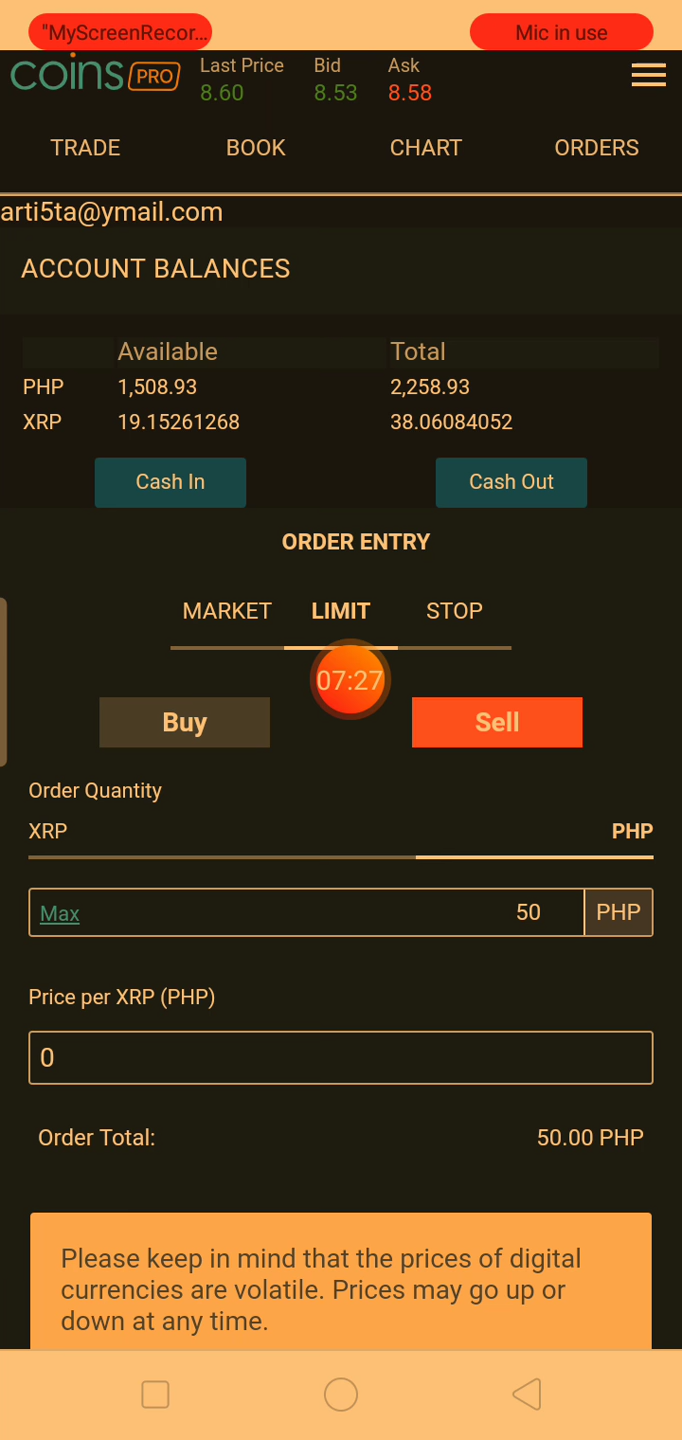 "MyScreenRecor... Mic in use
coins PRO
Last Price Bid Ask
8.60 8.53 8.58
TRADE BOOK CHART ORDERS
arti5ta@ymail.com
ACCOUNT BALANCES
Available Total
PHP 1,508.93 2,258.93
XRP 19.15261268 38.06084052
Cash In Cash Out
ORDER ENTRY
MARKET LIMIT STOP
07:27
Buy Sell
Order Quantity
XRP PHP
Max 50 PHP
Price per XRP (PHP)
0
Order Total: 50.00 PHP
Please keep in mind that the prices of digital
currencies are volatile. Prices may go up or
down at any time.